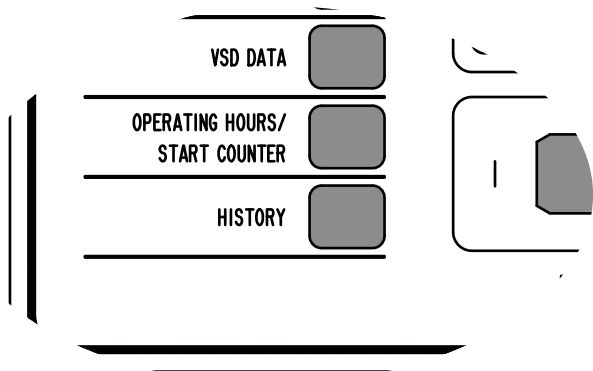 VSD DATA
OPERATING HOURS/
START COUNTER
HISTORY